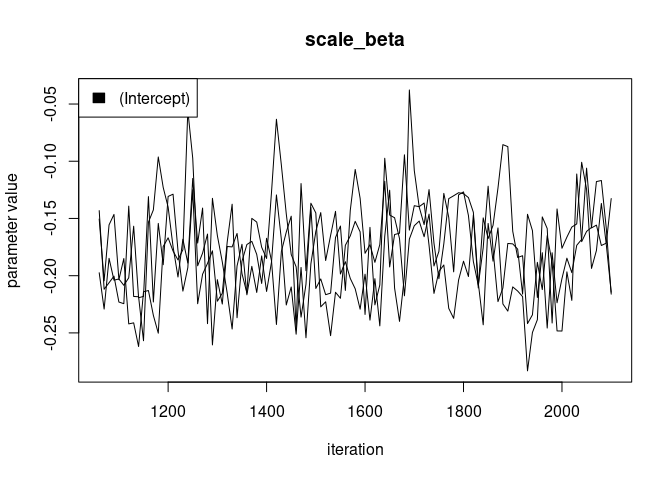 scale_beta
(Intercept)
-0.05
-0.10
-0.15
-0.20
-0.25
parameter value
1200 1400 1600 1800 2000
iteration